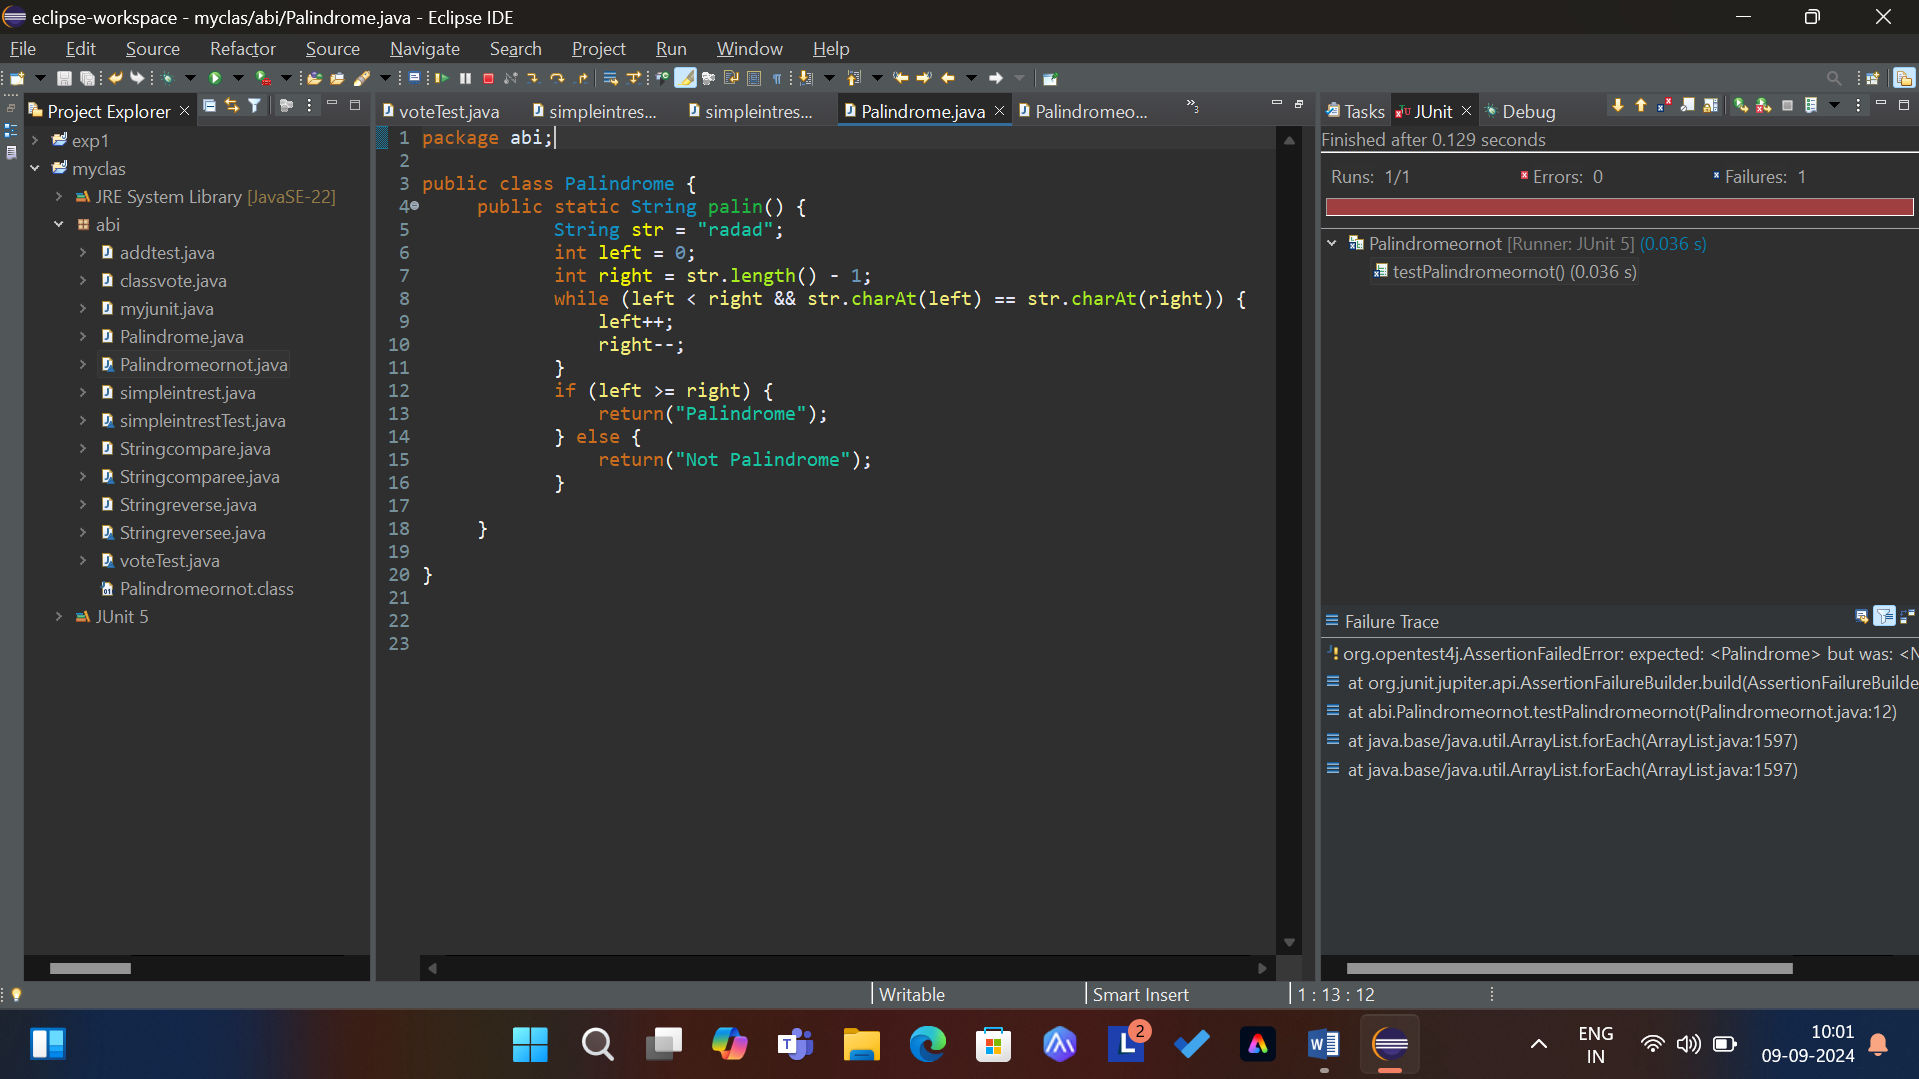 eclipse-workspace - myclas/abi/Palindrome.java - Eclipse IDE
File Edit Source Refactor Source Navigate Search Project Run Window Help
Project Explorer
exp1
myclas
JRE System Library [JavaSE-22]
abi
addtest.java
classvote.java
myjunit.java
Palindrome.java
Palindromeornot.java
simpleintrest.java
simpleintrestTest.java
Stringcompare.java
Stringcomparee.java
Stringreverse.java
Stringreversee.java
voteTest.java
Palindromeornot.class
JUnit 5
voteTest.java simpleintres... simpleintres... Palindrome.java Palindromeo... »3
1 package abi;
2
3 public class Palindrome {
4 public static String palin() {
5 String str = "radad";
6 int left = 0;
7 int right = str.length() - 1;
8 while (left < right && str.charAt(left) == str.charAt(right)) {
9 left++;
10 right--;
11 }
12 if (left >= right) {
13 return("Palindrome");
14 } else {
15 return("Not Palindrome");
16 }
17
18 }
19
20 }
21
22
23
Tasks JUnit Debug
Finished after 0.129 seconds
Runs: 1/1 Errors: 0 Failures: 1
Palindromeornot [Runner: JUnit 5] (0.036 s)
testPalindromeornot() (0.036 s)
Failure Trace
org.opentest4j.AssertionFailedError: expected: <Palindrome> but was: <N
at org.junit.jupiter.api.AssertionFailureBuilder.build(AssertionFailureBuilde
at abi.Palindromeornot.testPalindromeornot(Palindromeornot.java:12)
at java.base/java.util.ArrayList.forEach(ArrayList.java:1597)
at java.base/java.util.ArrayList.forEach(ArrayList.java:1597)
Writable Smart Insert 1 : 13 : 12
2
ENG
IN
10:01
09-09-2024